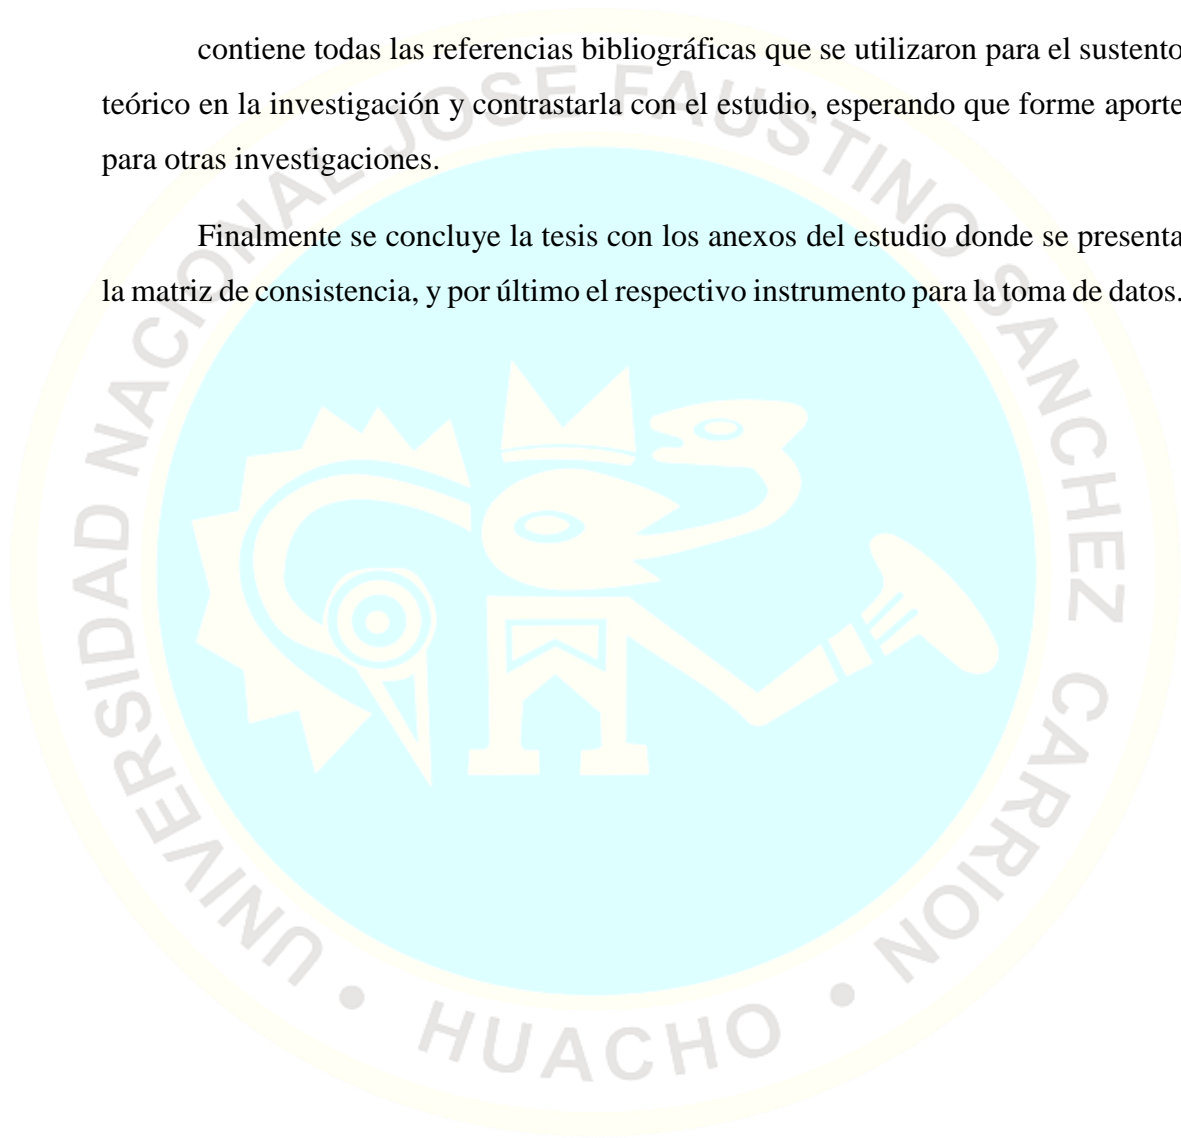 contiene todas las referencias bibliográficas que se utilizaron para el sustento
teórico en la investigación y contrastarla con el estudio, esperando que forme aporte
para otras investigaciones.
Finalmente se concluye la tesis con los anexos del estudio donde se presenta
la matriz de consistencia, y por último el respectivo instrumento para la toma de datos.
UNIVERSIDAD NACIONAL JOSE FAUSTINO SANCHEZ CARRION • HUACHO •